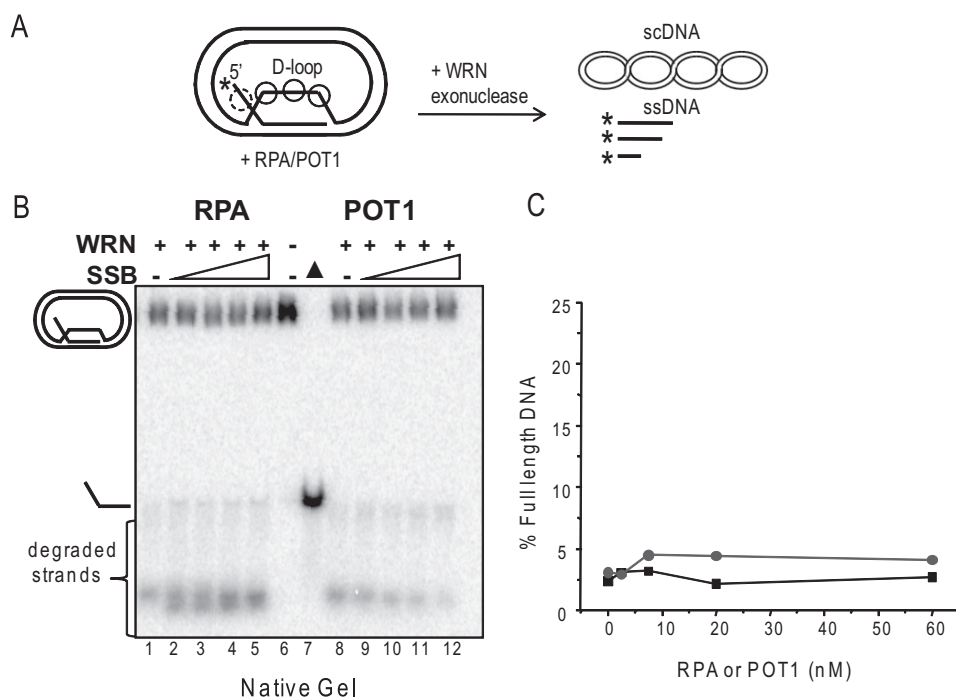 A
5'
*
D-loop
+ RPA/POT1
+ WRN
exonuclease
scDNA
ssDNA
*
*
*
B
RPA
POT1
WRN + + + + + - + + + + +
SSB - - ▲ -
degraded
strands
1 2 3 4 5 6 7 8 9 10 11 12
Native Gel
C
% Full length DNA
25
20
15
10
5
0
0 10 20 30 40 50 60
RPA or POT1 (nM)